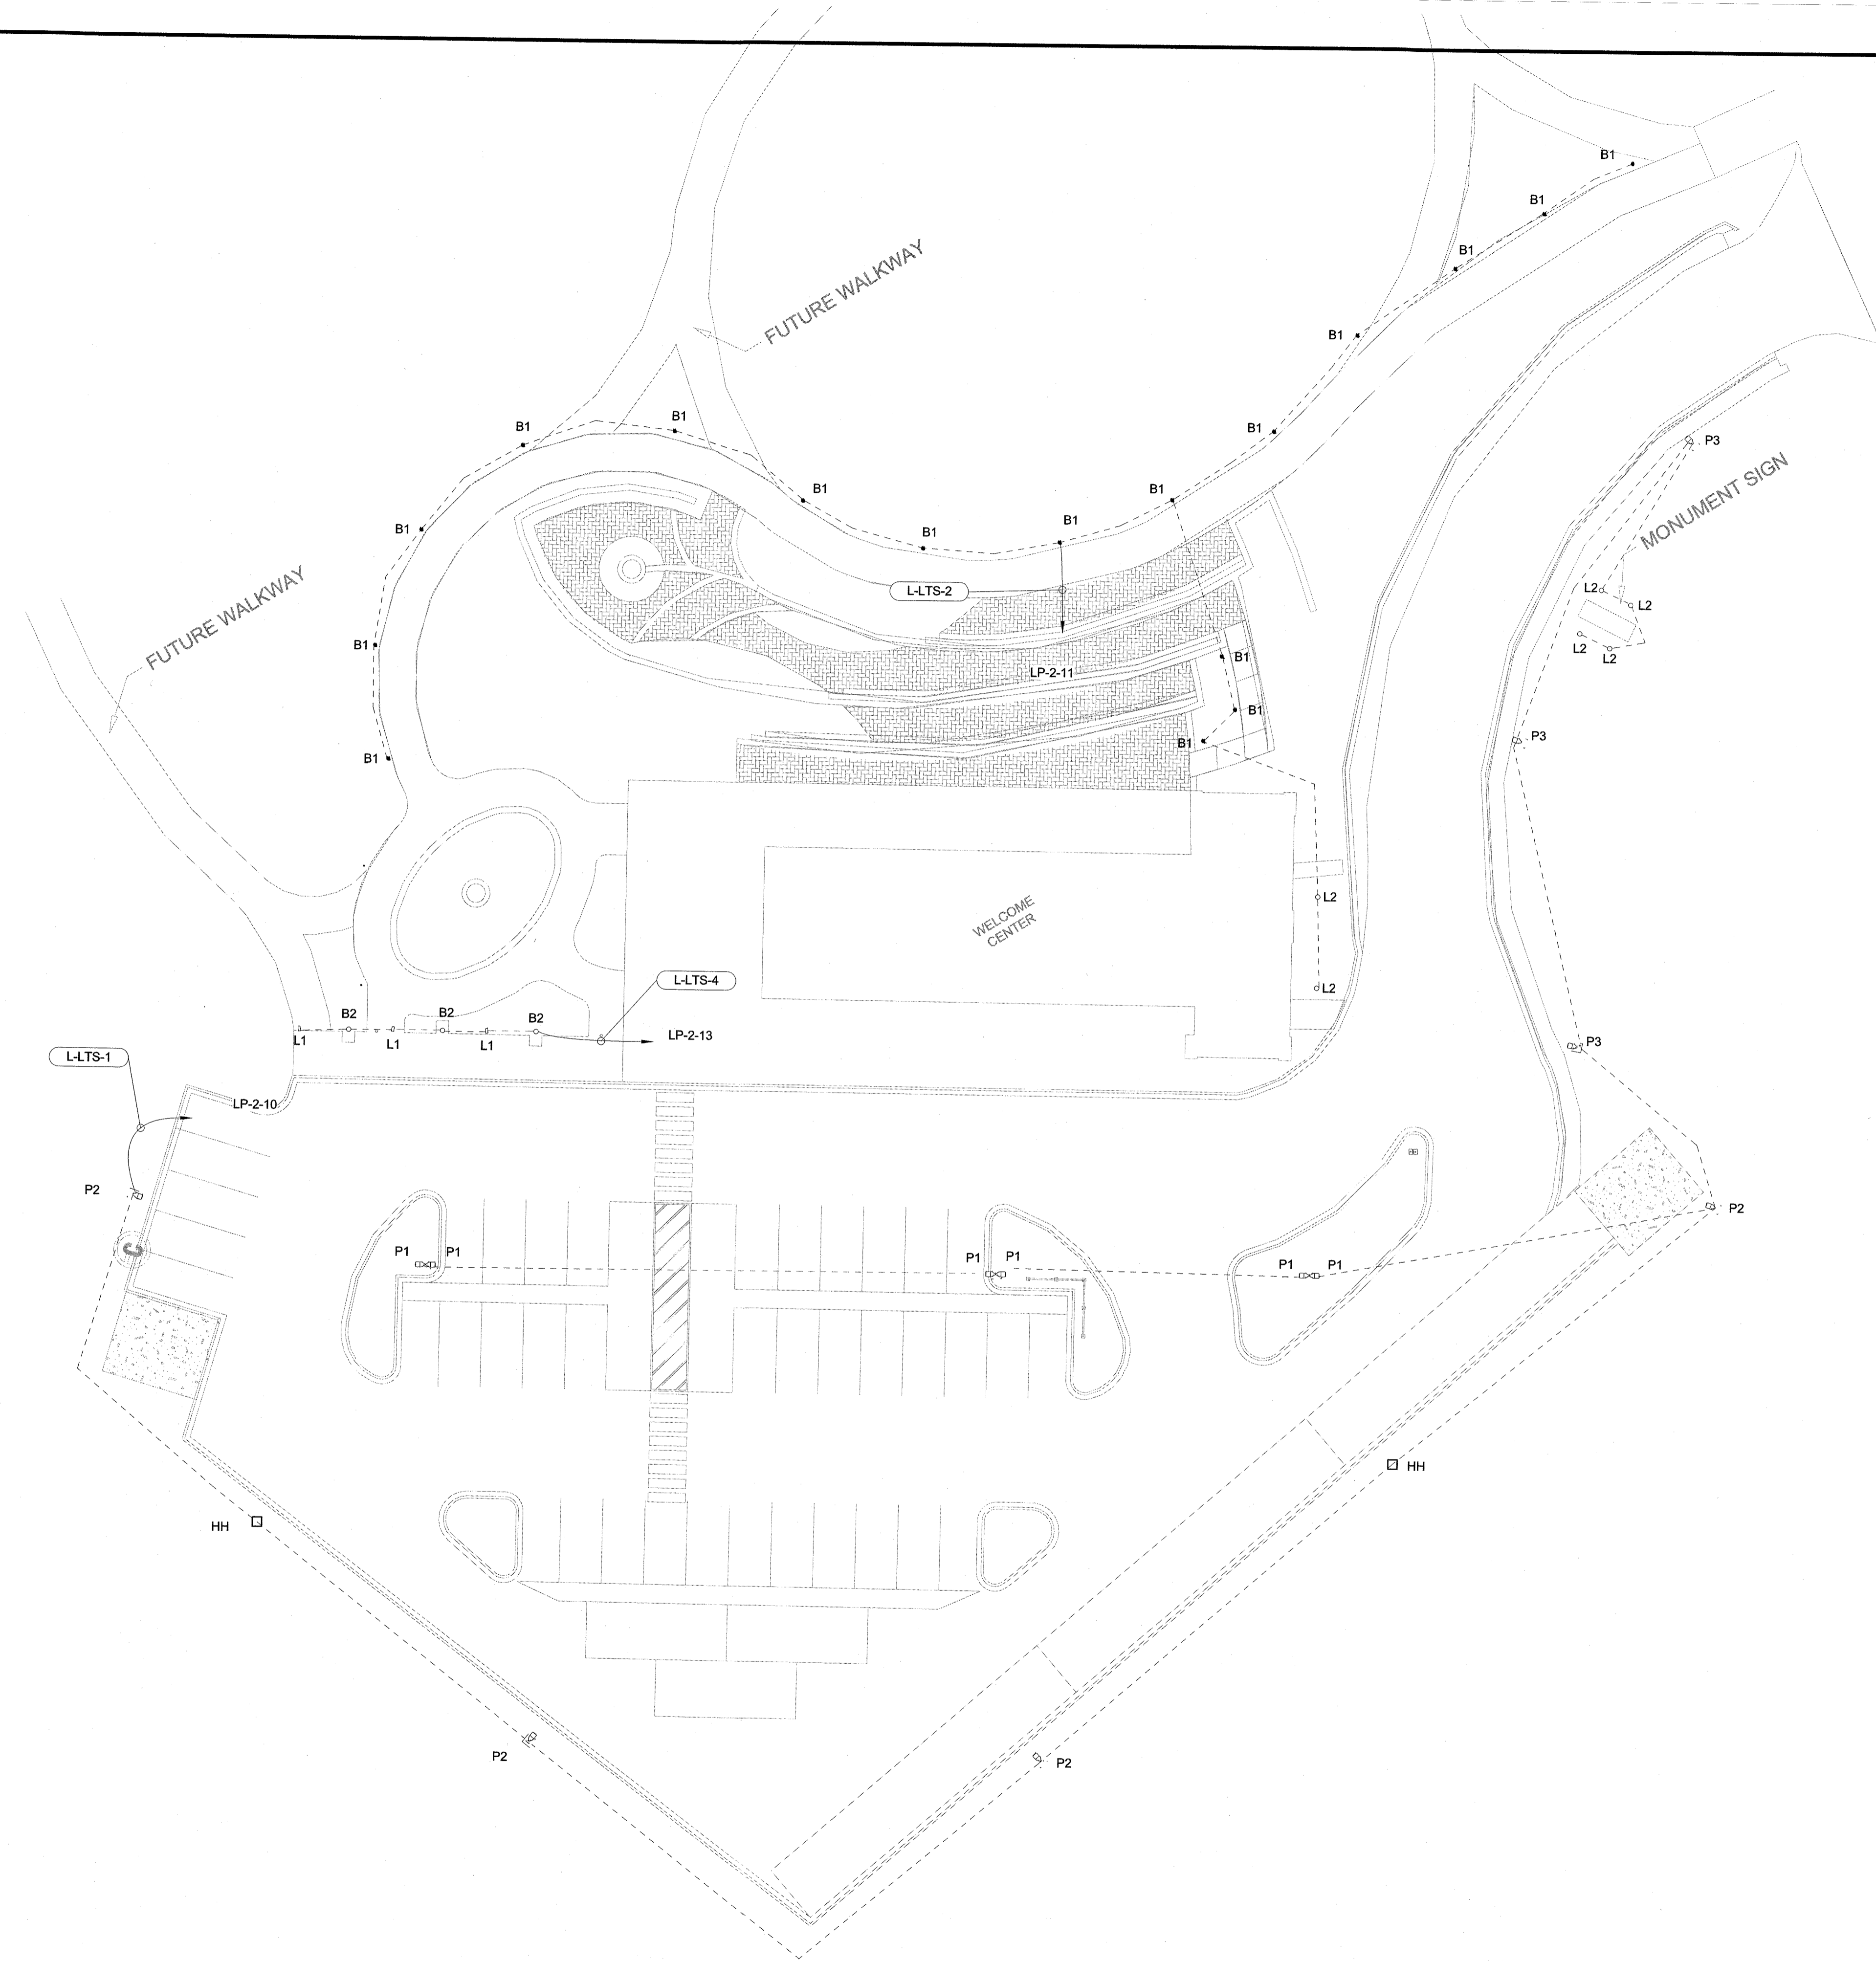 B1
B1
B1
FUTURE WALKWAY
B1
B1
B1
P3
B1
B1
B1
MONUMENT SIGN
B1
B1
B1
FUTURE WALKWAY
L-LTS-2
L2
L2
B1
B1
L2
L2
LP-2-11
B1
B1
P3
B1
B1
WELCOME
CENTER
L2
L-LTS-4
L2
B2
B2
B2
L1
L1
L1
LP-2-13
P3
L-LTS-1
LP-2-10
P2
P2
C
P1
P1
P1
P1
P1
P1
HH
HH
P2
P2